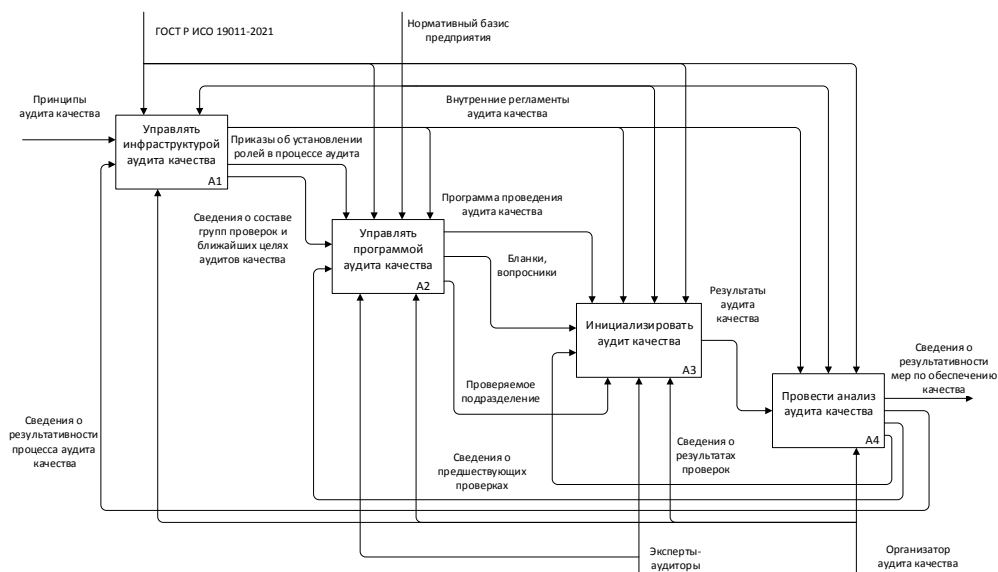 ГОСТ Р ИСО 19011-2021
Нормативный базис
предприятия
Принципы
аудита качества
Внутренние регламенты
аудита качества
Управлять
инфраструктурой
аудита качества
А1
Приказы об установлении
ролей в процессе аудита
Сведения о составе
групп проверок и
ближайших целях
аудитов качества
Программа проведения
аудита качества
Управлять
программой
аудита качества
А2
Бланки,
вопросники
Результаты
аудита
качества
Инициализировать
аудит качества
А3
Сведения о
результативности
мер по обеспечению
качества
Проверяемое
подразделение
Провести анализ
аудита качества
А4
Сведения о
результативности
процесса аудита
качества
Сведения о
предшествующих
проверках
Сведения о
результатах
проверок
Эксперты-
аудиторы
Организатор
аудита качества